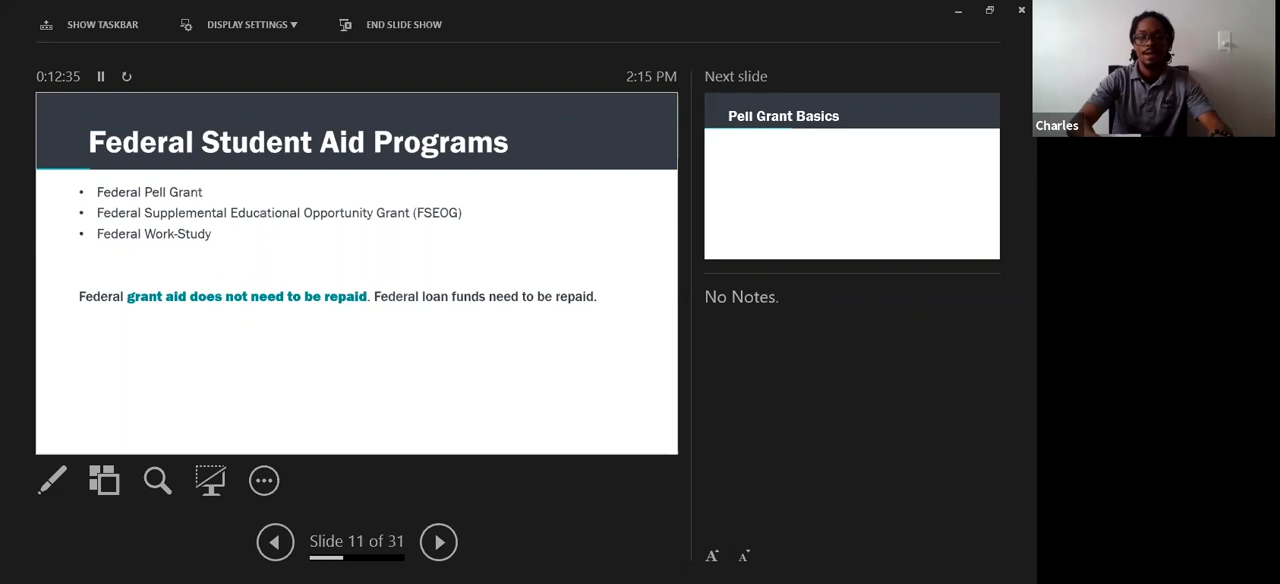 SHOW TASKBAR
DISPLAY SETTINGS ▼
END SLIDE SHOW
0:12:35
2:15 PM
Federal Student Aid Programs
• Federal Pell Grant
• Federal Supplemental Educational Opportunity Grant (FSEOG)
• Federal Work-Study
Federal grant aid does not need to be repaid. Federal loan funds need to be repaid.
Slide 11 of 31
Next slide
Pell Grant Basics
No Notes.
A A
Charles